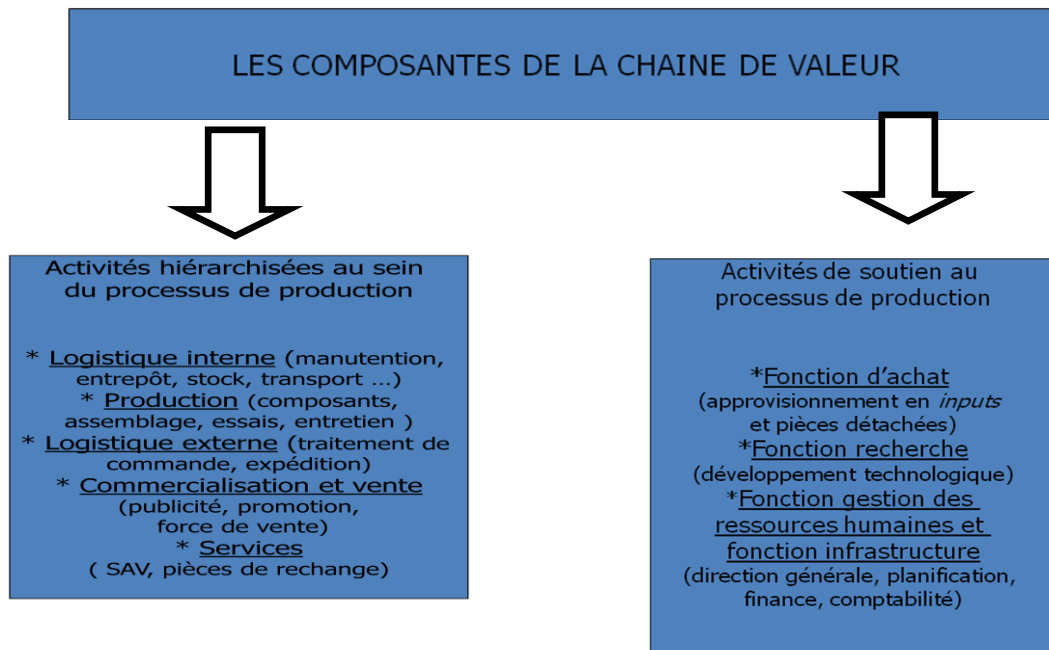 LES COMPOSANTES DE LA CHAINE DE VALEUR
Activités hiérarchisées au sein
du processus de production
* Logistique interne (manutention,
entrepôt, stock, transport ...)
* Production (composants,
assemblage, essais, entretien )
* Logistique externe (traitement de
commande, expédition)
* Commercialisation et vente
(publicité, promotion,
force de vente)
* Services
( SAV, pièces de rechange)
Activités de soutien au
processus de production
*Fonction d'achat
(approvisionnement en inputs
et pièces détachées)
*Fonction recherche
(développement technologique)
*Fonction gestion des
ressources humaines et
fonction infrastructure
(direction générale, planification,
finance, comptabilité)